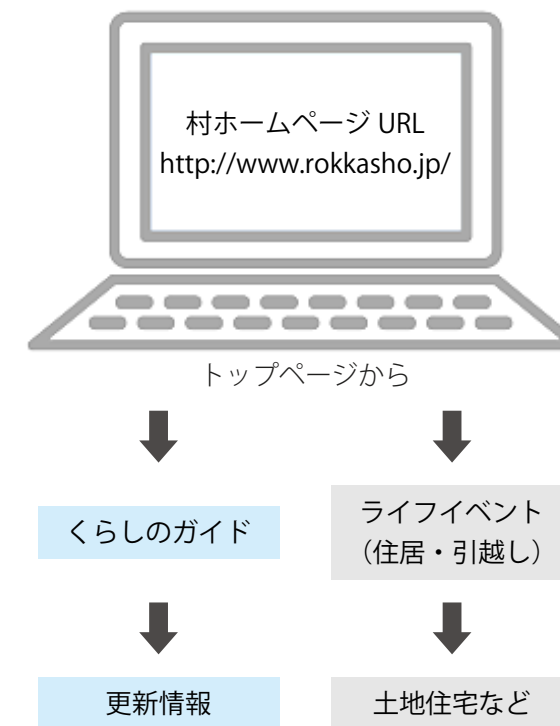 村ホームページ URL
http://www.rokkasho.jp/
トップページから
くらしのガイド
ライフイベント
（住居・引越し）
更新情報
土地住宅など